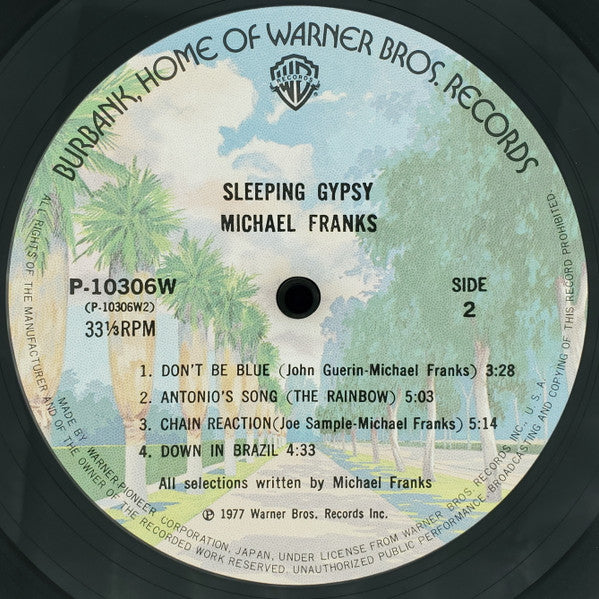 BURBANK, HOME OF WARNER BROS. RECORDS
RECORDS
®
SLEEPING GYPSY
MICHAEL FRANKS
P-10306W
(P-10306W2)
33⅓RPM
SIDE
2
1. DON'T BE BLUE (John Guerin-Michael Franks) 3:28
2. ANTONIO'S SONG (THE RAINBOW) 5:03
3. CHAIN REACTION(Joe Sample-Michael Franks) 5:14
4. DOWN IN BRAZIL 4:33
All selections written by Michael Franks
℗ 1977 Warner Bros. Records Inc.
MADE BY WARNER-PIONEER CORPORATION, JAPAN, UNDER LICENSE FROM WARNER BROS. RECORDS INC., U.S.A.
ALL RIGHTS OF THE MANUFACTURER AND OF THE OWNER OF THE RECORDED WORK RESERVED. UNAUTHORIZED PUBLIC PERFORMANCE, BROADCASTING AND COPYING OF THIS RECORD PROHIBITED